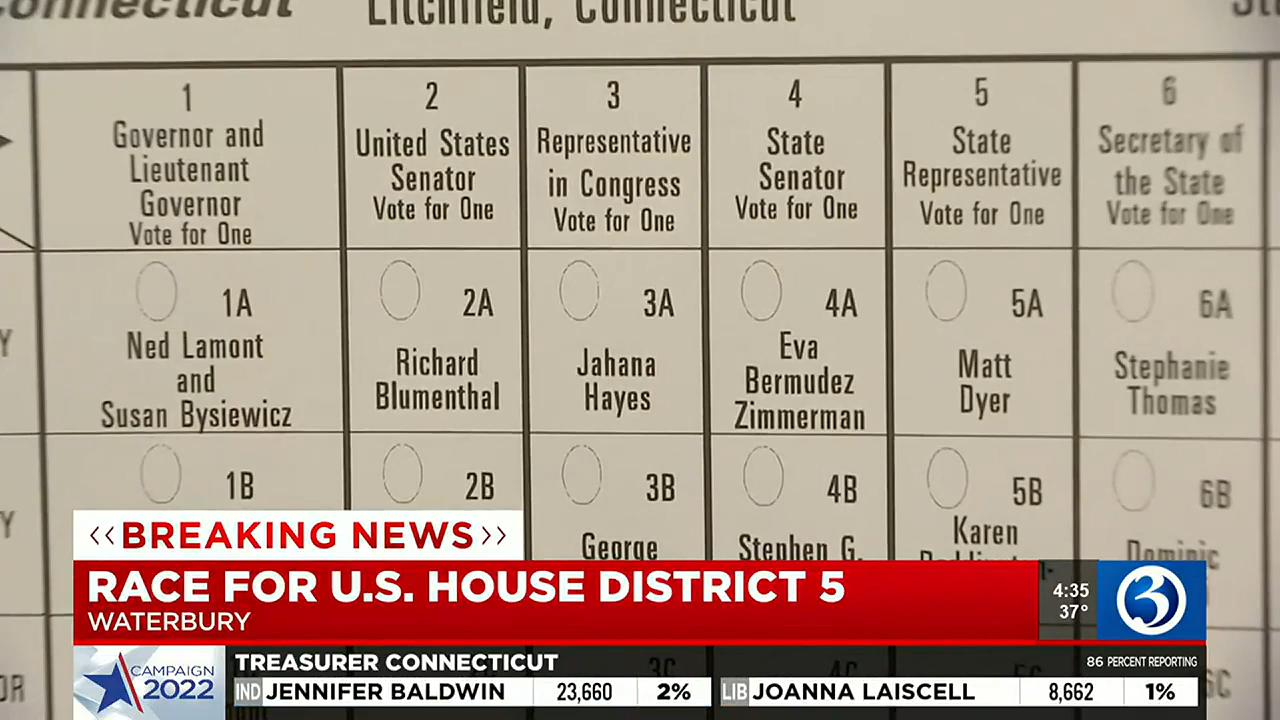 Connecticut
Litchfield, Connecticut
1
Governor and
Lieutenant
Governor
Vote for One
2
United States
Senator
Vote for One
3
Representative
in Congress
Vote for One
4
State
Senator
Vote for One
5
State
Representative
Vote for One
6
Secretary of
the State
Vote for One
1A
Ned Lamont
and
Susan Bysiewicz
2A
Richard
Blumenthal
3A
Jahana
Hayes
4A
Eva
Bermudez
Zimmerman
5A
Matt
Dyer
6A
Stephanie
Thomas
1B
2B
3B
George
4B
Stephen G.
5B
Karen
6B
Dominic
<<BREAKING NEWS>>
RACE FOR U.S. HOUSE DISTRICT 5
WATERBURY
4:35
37°
3
CAMPAIGN
2022
TREASURER CONNECTICUT
86 PERCENT REPORTING
IND JENNIFER BALDWIN 23,660 2% LIB JOANNA LAISCELL 8,662 1%